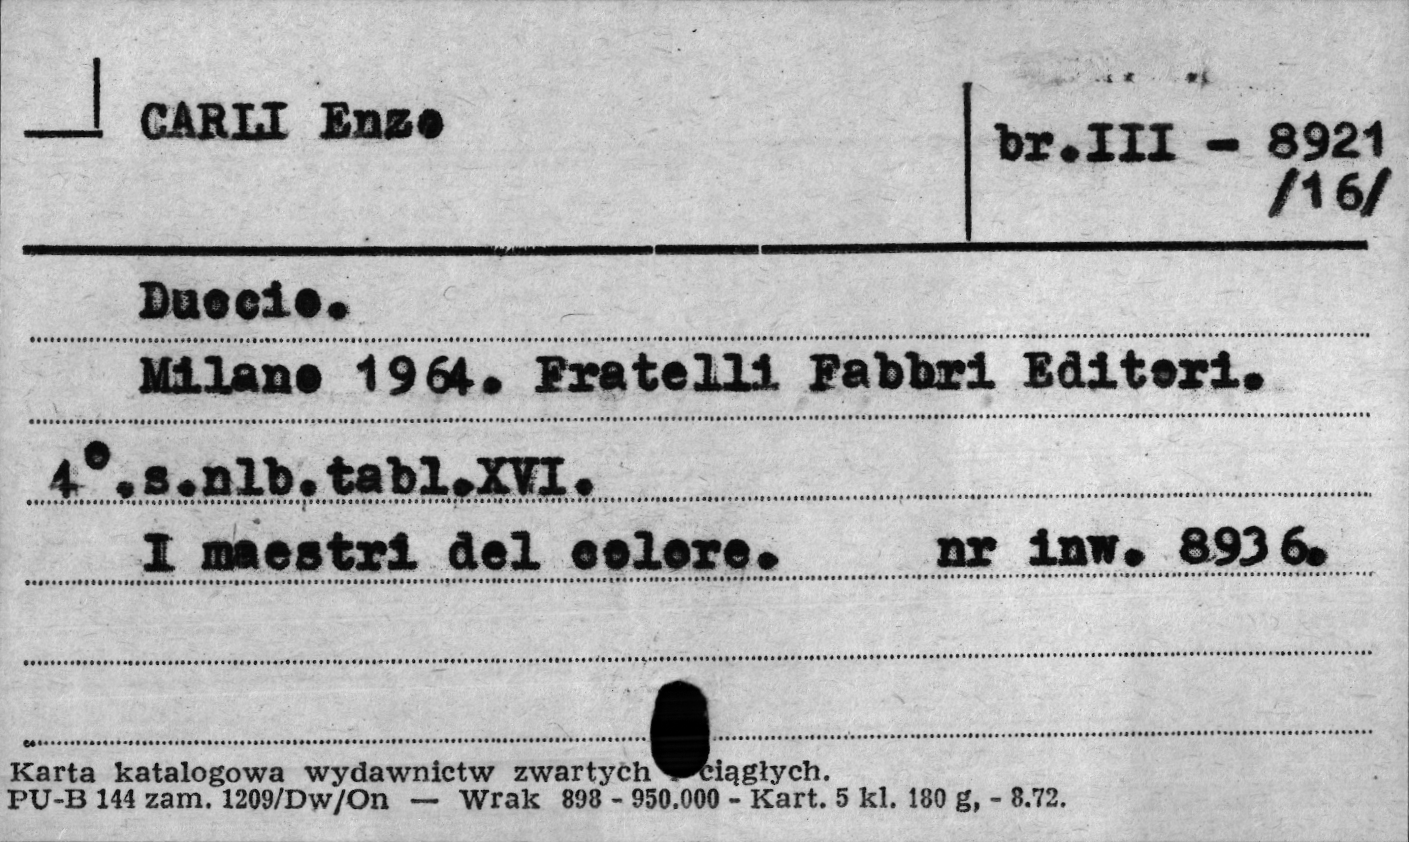 CARLI Enzo
br.III - 8921
/16/
Duccio.
Milano 1964. Fratelli Fabbri Editori.
4°.s.nlb.tabl.XVI.
I maestri del colore. nr inw. 8936.
Karta katalogowa wydawnictw zwartych i ciągłych.
PU-B 144 zam. 1209/Dw/On — Wrak 898 - 950.000 - Kart. 5 kl. 180 g, - 8.72.